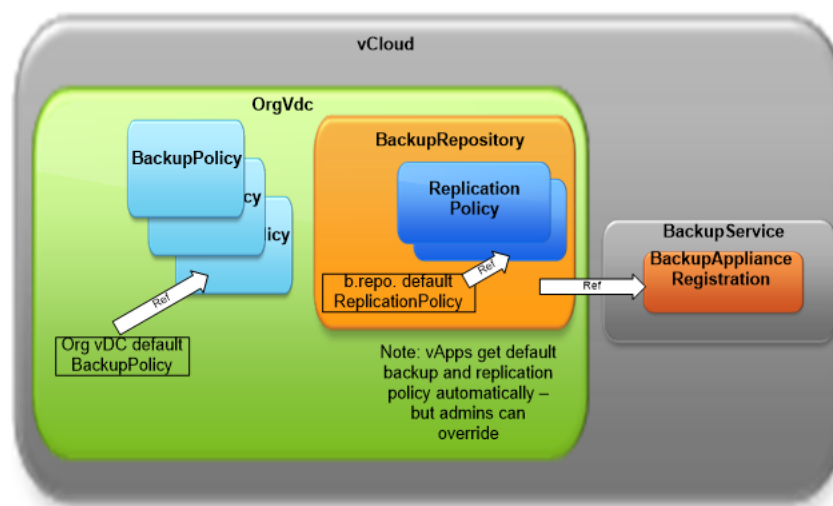 vCloud
OrgVdc
BackupPolicy
cy
icy
Ref
Org vDC default
BackupPolicy
BackupRepository
Replication
Policy
Ref
b.repo. default
ReplicationPolicy
Ref
Note: vApps get default
backup and replication
policy automatically –
but admins can
override
BackupService
BackupAppliance
Registration